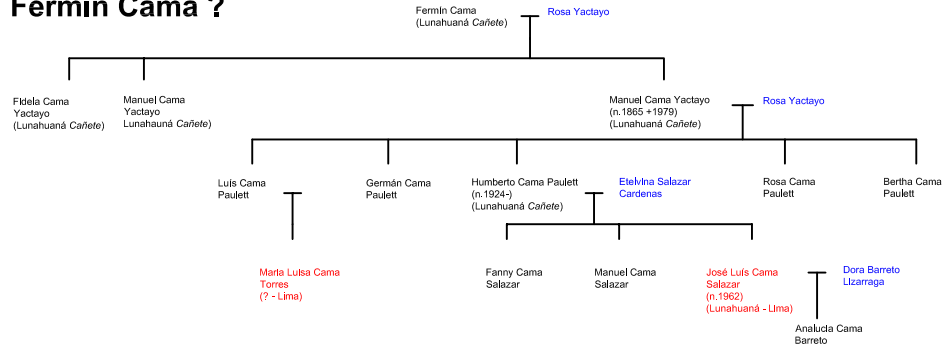 Fermín Cama ?
Fermín Cama
(Lunahuaná Cañete)
Rosa Yactayo
Fidela Cama
Yactayo
(Lunahuaná Cañete)
Manuel Cama
Yactayo
Lunahauná Cañete)
Manuel Cama Yactayo
(n.1865 +1979)
(Lunahuaná Cañete)
Rosa Yactayo
Luís Cama
Paulett
Germán Cama
Paulett
Humberto Cama Paulett
(n.1924-)
(Lunahuaná Cañete)
Etelvina Salazar
Cardenas
Rosa Cama
Paulett
Bertha Cama
Paulett
María Luisa Cama
Torres
(? - Lima)
Fanny Cama
Salazar
Manuel Cama
Salazar
José Luís Cama
Salazar
(n.1962)
(Lunahuaná - Lima)
Dora Barreto
Lizarraga
Analucía Cama
Barreto